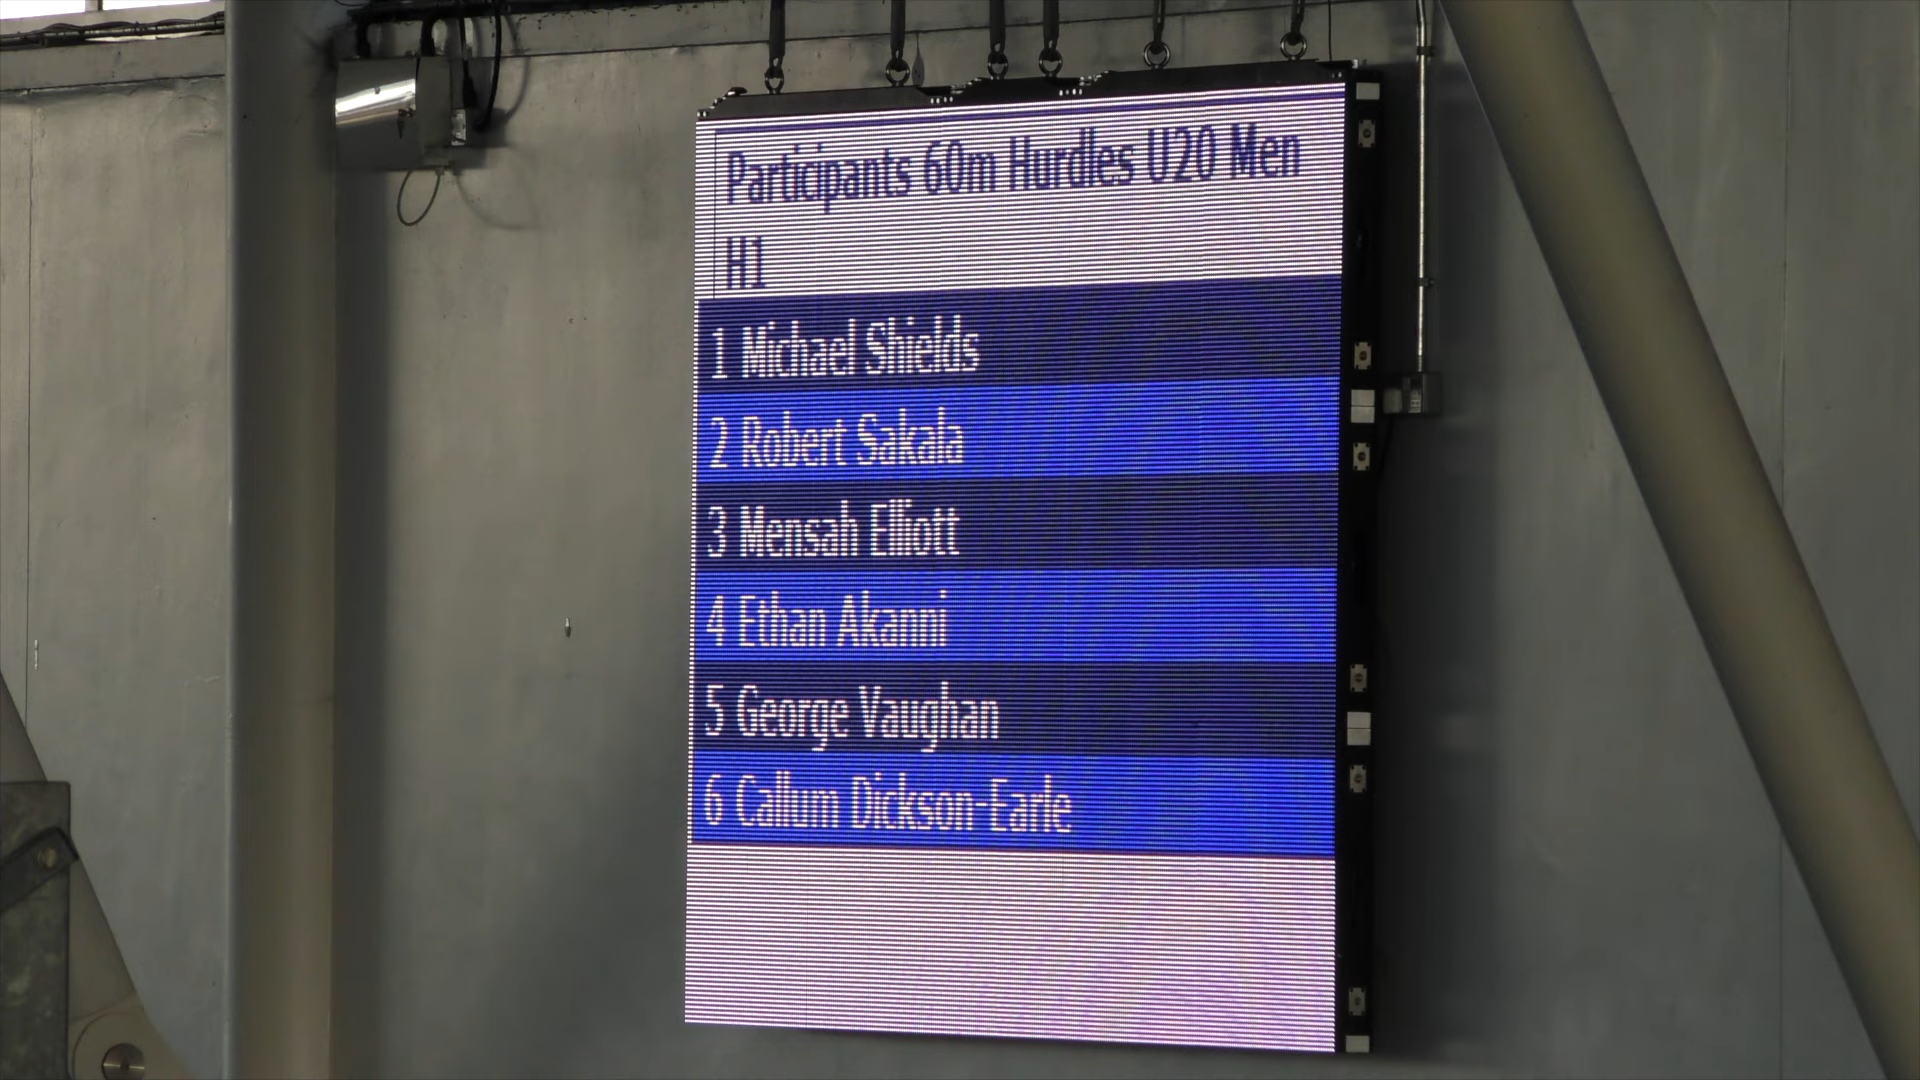 Participants 60m Hurdles U20 Men
H1
1 Michael Shields
2 Robert Sakala
3 Mensah Elliott
4 Ethan Akanni
5 George Vaughan
6 Callum Dickson-Earle